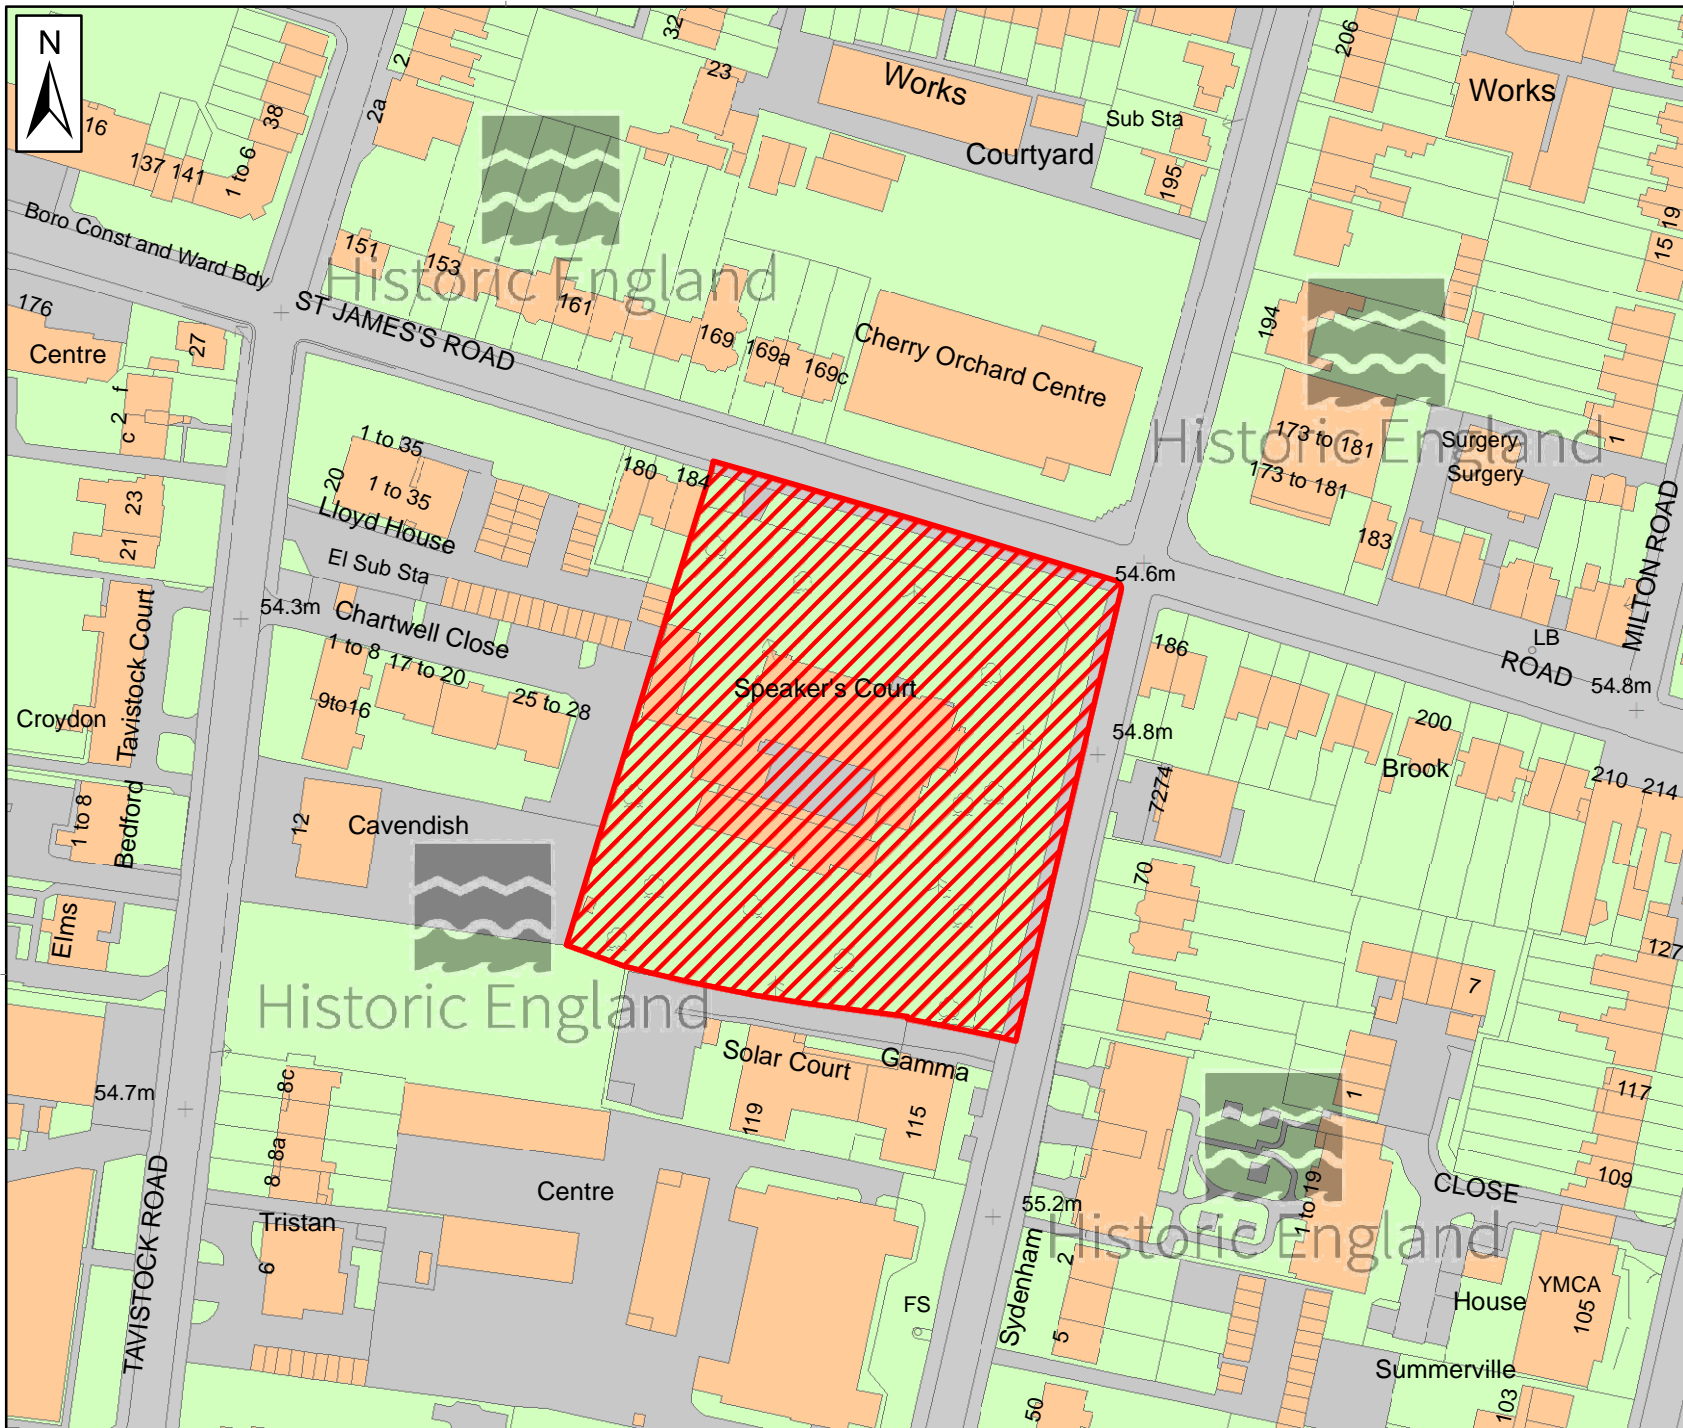 N
32
206
2
23
Works
Works
2a
38
16
Sub Sta
137
141
1 to 6
Courtyard
195
19
15
Boro Const and Ward Bdy
151
153
Historic England
161
176
ST JAMES'S ROAD
194
Centre
27
169
169a
169c
Cherry Orchard Centre
2 f
c
1 to 35
20
1 to 35
180
184
Historic England
173 to 181
173 to 181
Surgery
Surgery
1
23
21
Lloyd House
El Sub Sta
183
MILTON ROAD
54.6m
54.3m
Chartwell Close
Tavistock Court
1 to 8
17 to 20
25 to 28
9to16
Speaker's Court
186
LB
ROAD
54.8m
Croydon
54.8m
200
Brook
7274
210
214
1 to 8
Bedford
12
Cavendish
70
Elms
127
Historic England
7
Solar Court
Gamma
8c
54.7m
119
115
1
117
8a
8
TAVISTOCK ROAD
Centre
55.2m
1 to 19
CLOSE
109
Tristan
6
Historic England
Sydenham
2
5
FS
House
YMCA
105
Summerville
50
103